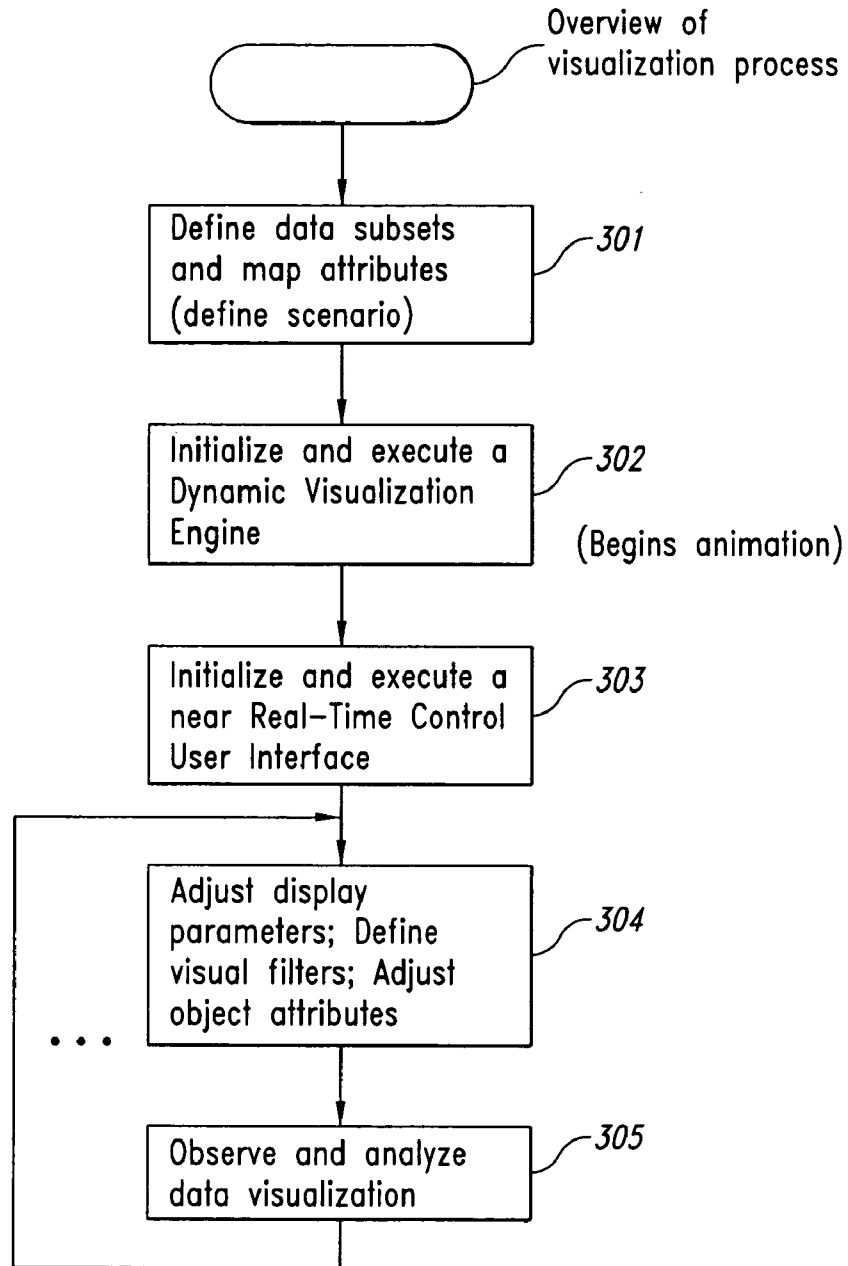 Overview of
visualization process
Define data subsets
and map attributes
(define scenario)
301
Initialize and execute a
Dynamic Visualization
Engine
302
(Begins animation)
Initialize and execute a
near Real-Time Control
User Interface
303
Adjust display
parameters; Define
visual filters; Adjust
object attributes
304
• • •
Observe and analyze
data visualization
305